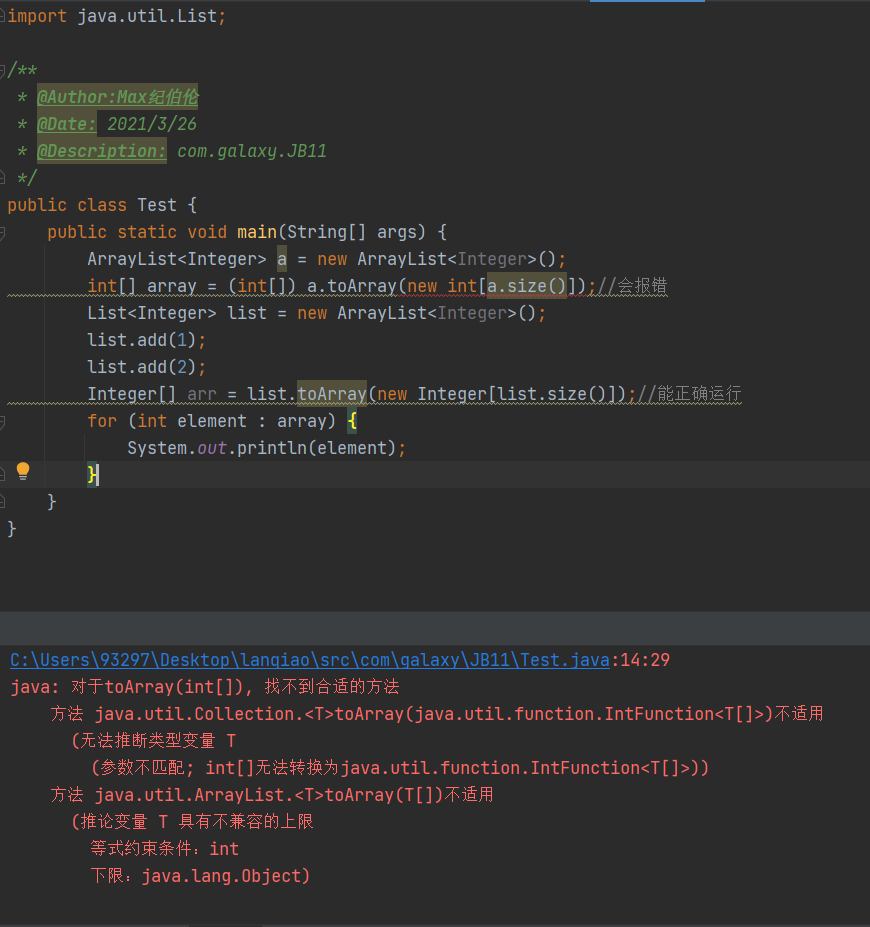 import java.util.List;
/**
 * @Author:Max纪伯伦
 * @Date: 2021/3/26
 * @Description: com.galaxy.JB11
 */
public class Test {
    public static void main(String[] args) {
        ArrayList<Integer> a = new ArrayList<Integer>();
        int[] array = (int[]) a.toArray(new int[a.size()]);//会报错
        List<Integer> list = new ArrayList<Integer>();
        list.add(1);
        list.add(2);
        Integer[] arr = list.toArray(new Integer[list.size()]);//能正确运行
        for (int element : array) {
            System.out.println(element);
        }
    }
}
C:\Users\93297\Desktop\lanqiao\src\com\galaxy\JB11\Test.java:14:29
java: 对于toArray(int[]), 找不到合适的方法
    方法 java.util.Collection.<T>toArray(java.util.function.IntFunction<T[]>)不适用
      (无法推断类型变量 T
        (参数不匹配; int[]无法转换为java.util.function.IntFunction<T[]>))
    方法 java.util.ArrayList.<T>toArray(T[])不适用
      (推论变量 T 具有不兼容的上限
        等式约束条件：int
        下限：java.lang.Object)